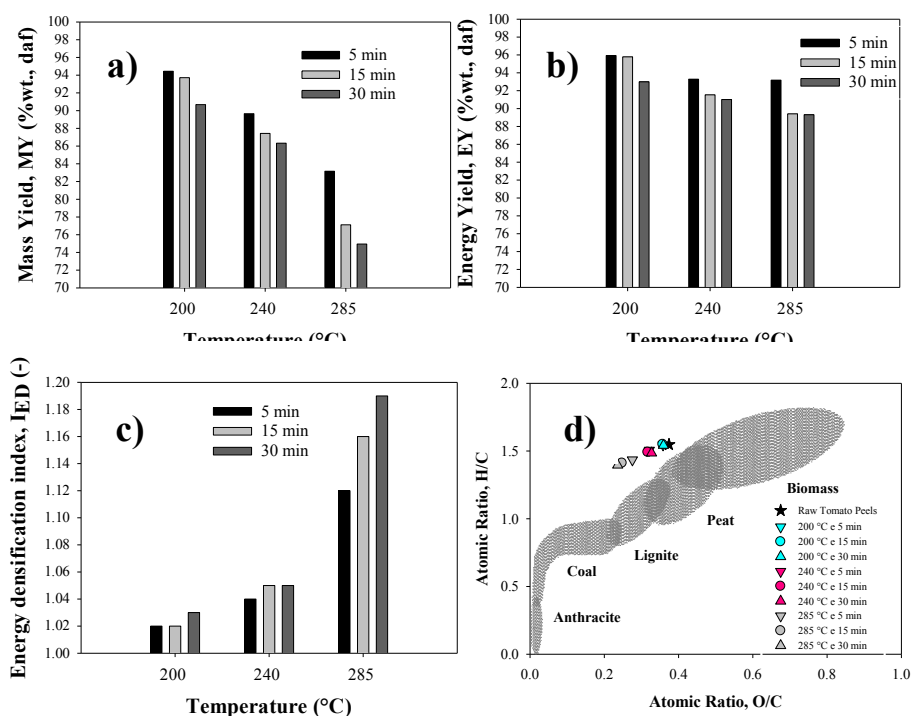 a)
Mass Yield, MY (%wt., daf)
100
98
96
94
92
90
88
86
84
82
80
78
76
74
72
70
5 min
15 min
30 min
200
240
285
Temperature (°C)
b)
Energy Yield, EY (%wt., daf)
100
98
96
94
92
90
88
86
84
82
80
78
76
74
72
70
5 min
15 min
30 min
200
240
285
Temperature (°C)
c)
Energy densification index, IED (-)
1.20
1.18
1.16
1.14
1.12
1.10
1.08
1.06
1.04
1.02
1.00
5 min
15 min
30 min
200
240
285
Temperature (°C)
d)
Atomic Ratio, H/C
2.0
1.5
1.0
0.5
0.0
Biomass
Peat
Lignite
Coal
Anthracite
Raw Tomato Peels
200 °C e 5 min
200 °C e 15 min
200 °C e 30 min
240 °C e 5 min
240 °C e 15 min
240 °C e 30 min
285 °C e 5 min
285 °C e 15 min
285 °C e 30 min
0.0
0.2
0.4
0.6
0.8
1.0
Atomic Ratio, O/C